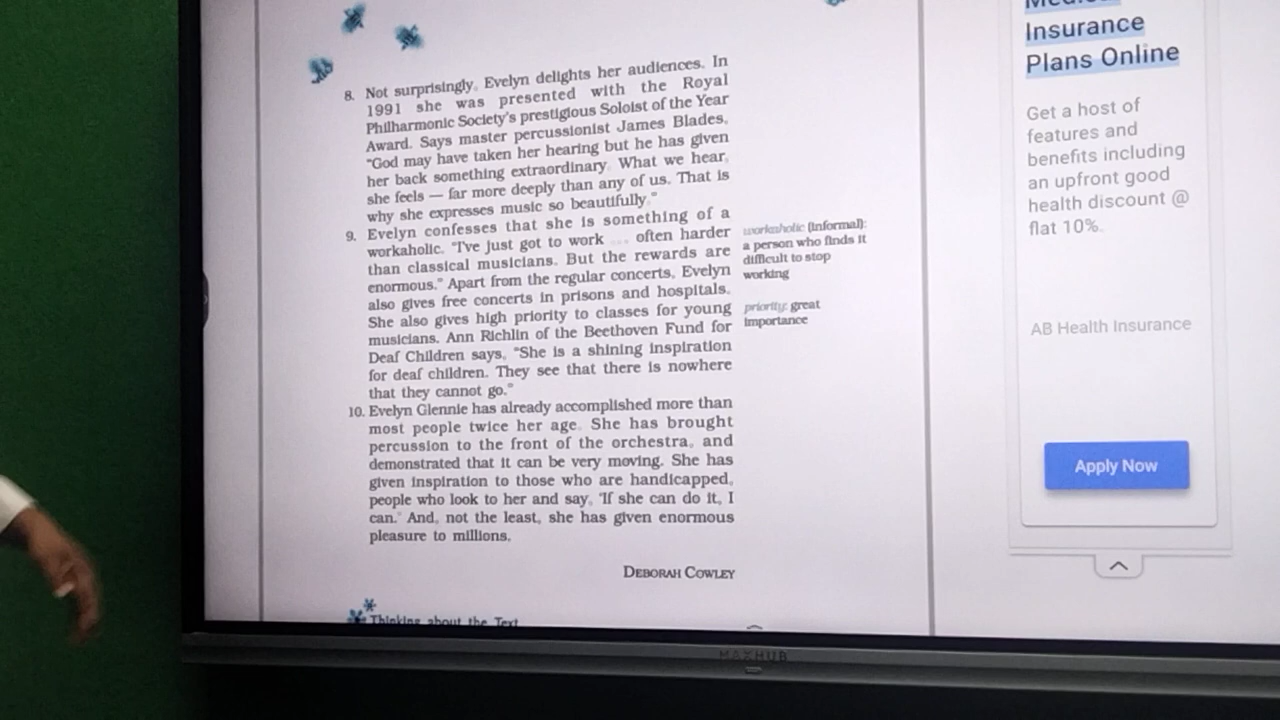 8. Not surprisingly, Evelyn delights her audiences. In
1991 she was presented with the Royal
Philharmonic Society's prestigious Soloist of the Year
Award. Says master percussionist James Blades,
"God may have taken her hearing but he has given
her back something extraordinary. What we hear,
she feels — far more deeply than any of us. That is
why she expresses music so beautifully."
9. Evelyn confesses that she is something of a
workaholic. "I've just got to work ... often harder
than classical musicians. But the rewards are
enormous." Apart from the regular concerts, Evelyn
also gives free concerts in prisons and hospitals.
She also gives high priority to classes for young
musicians. Ann Richlin of the Beethoven Fund for
Deaf Children says, "She is a shining inspiration
for deaf children. They see that there is nowhere
that they cannot go."
10. Evelyn Glennie has already accomplished more than
most people twice her age. She has brought
percussion to the front of the orchestra, and
demonstrated that it can be very moving. She has
given inspiration to those who are handicapped,
people who look to her and say, 'If she can do it, I
can.' And, not the least, she has given enormous
pleasure to millions.
DEBORAH COWLEY
Thinking about the Text
workaholic (informal):
a person who finds it
difficult to stop
working
priority: great
importance
Insurance
Plans Online
Get a host of
features and
benefits including
an upfront good
health discount @
flat 10%.
AB Health Insurance
Apply Now
MAXHUB